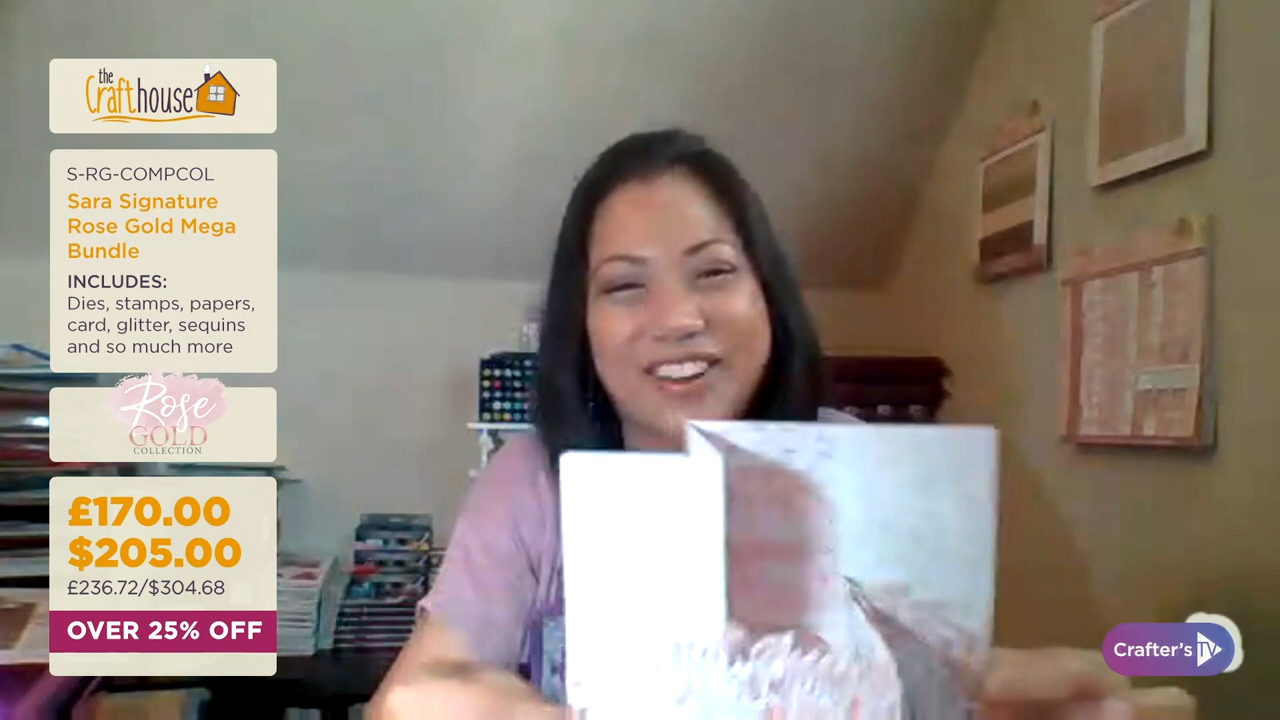 the
Crafthouse
S-RG-COMPCOL
Sara Signature
Rose Gold Mega
Bundle
INCLUDES:
Dies, stamps, papers,
card, glitter, sequins
and so much more
Rose
GOLD
COLLECTION
£170.00
$205.00
£236.72/$304.68
OVER 25% OFF
Crafter's TV